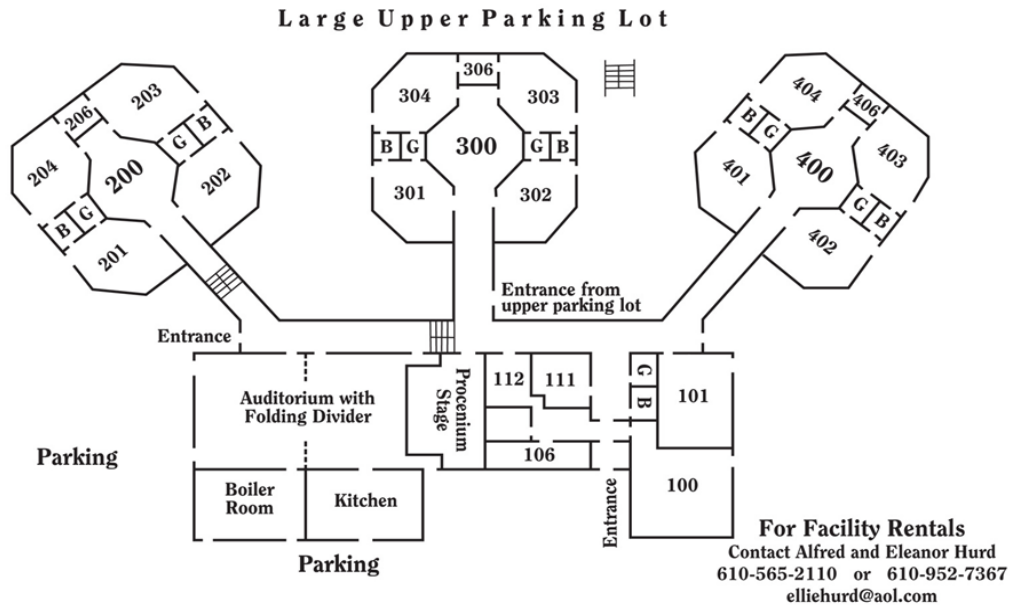 Large Upper Parking Lot
306
304
303
B
G
300
G
B
301
302
203
206
B
G
204
200
202
G
B
201
404
406
B
G
403
401
400
G
B
402
Entrance from
upper parking lot
Entrance
Auditorium with
Folding Divider
Procenium
Stage
112
111
G
B
101
106
100
Parking
Boiler
Room
Kitchen
Entrance
Parking
For Facility Rentals
Contact Alfred and Eleanor Hurd
610-565-2110 or 610-952-7367
elliehurd@aol.com